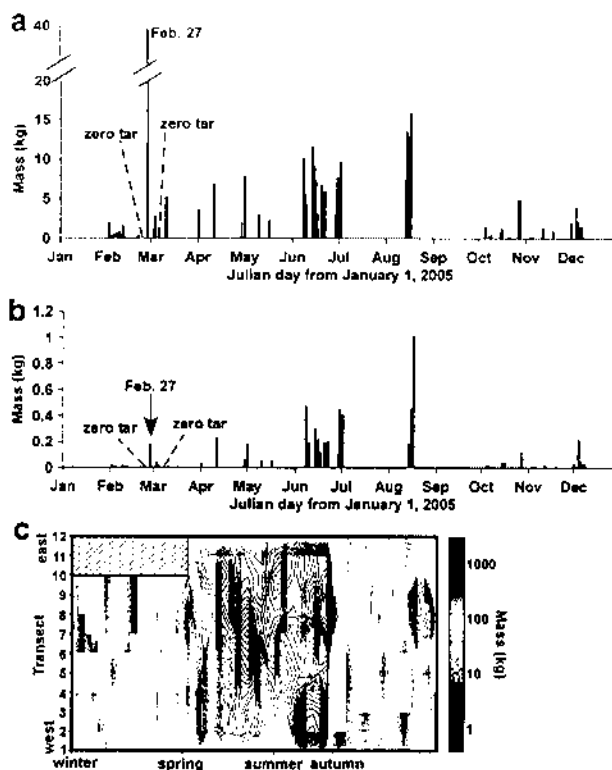 a
40
Feb. 27
20
zero tar
zero tar
15
10
5
0
Mass (kg)
Jan Feb Mar Apr May Jun Jul Aug Sep Oct Nov Dec
Julian day from January 1, 2005
b
1.2
1
0.8
0.6
0.4
0.2
0
Mass (kg)
Feb. 27
zero tar
zero tar
Jan Feb Mar Apr May Jun Jul Aug Sep Oct Nov Dec
Julian day from January 1, 2005
c
12
11
10
9
8
7
6
5
4
3
2
1
east
Transect
west
winter spring summer autumn
1000
100
10
1
Mass (kg)